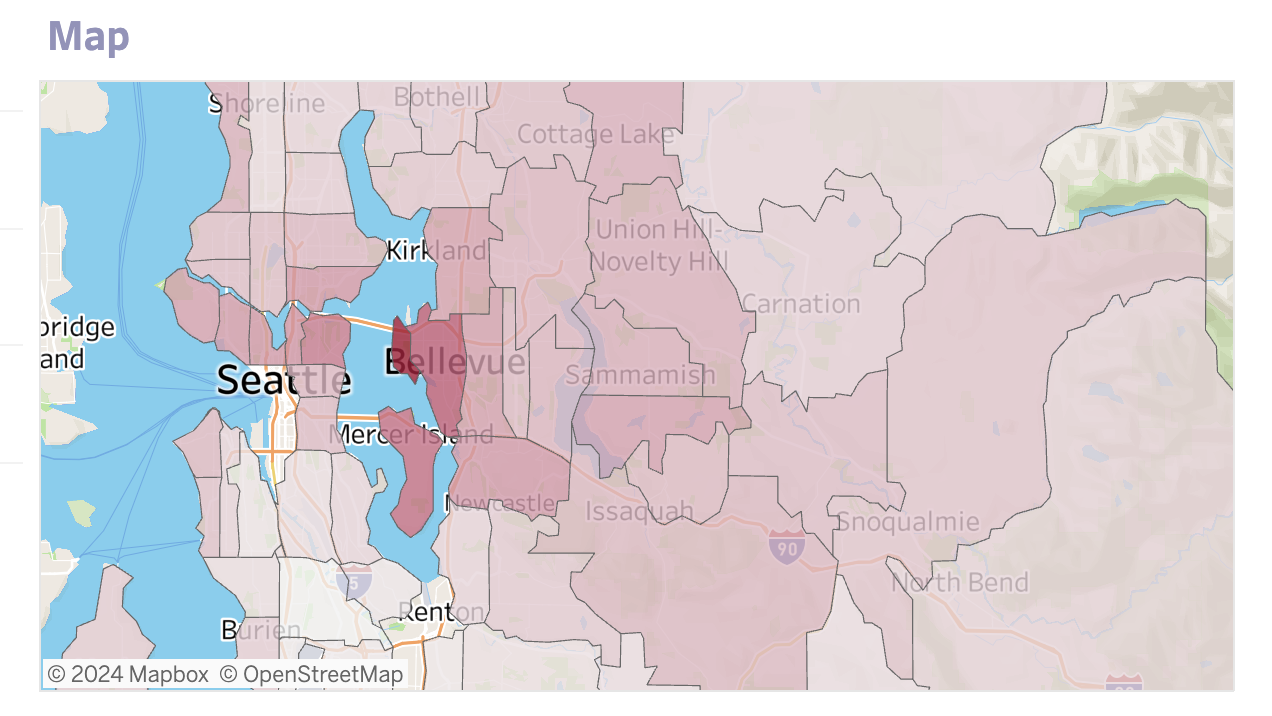 Map
Shoreline
Bothell
Cottage Lake
Union Hill-
Novelty Hill
Kirkland
Carnation
bridge
and
Bellevue
Seattle
Sammamish
Mercer Island
Newcastle
Issaquah
Snoqualmie
90
North Bend
5
Renton
Burien
© 2024 Mapbox © OpenStreetMap